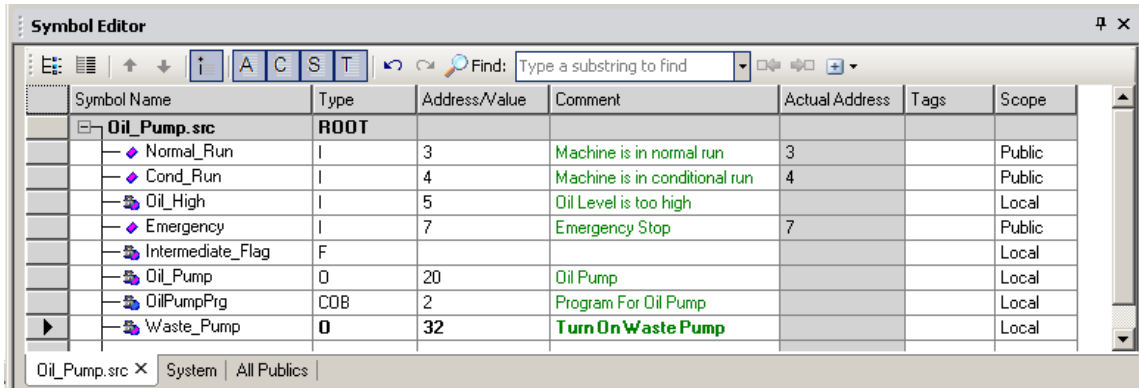 Symbol Editor
A C S T Find: Type a substring to find
Symbol Name Type Address/Value Comment Actual Address Tags Scope
Oil_Pump.src ROOT
Normal_Run I 3 Machine is in normal run 3 Public
Cond_Run I 4 Machine is in conditional run 4 Public
Oil_High I 5 Oil Level is too high Local
Emergency I 7 Emergency Stop 7 Public
Intermediate_Flag F Local
Oil_Pump O 20 Oil Pump Local
OilPumpPrg COB 2 Program For Oil Pump Local
Waste_Pump O 32 Turn On Waste Pump Local
Oil_Pump.src System All Publics